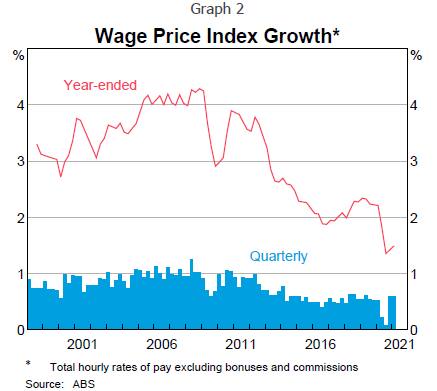 Graph 2
Wage Price Index Growth*
% %
Year-ended
4 4
3 3
2 2
Quarterly
1 1
0 0
2001 2006 2011 2016 2021
* Total hourly rates of pay excluding bonuses and commissions
Source: ABS